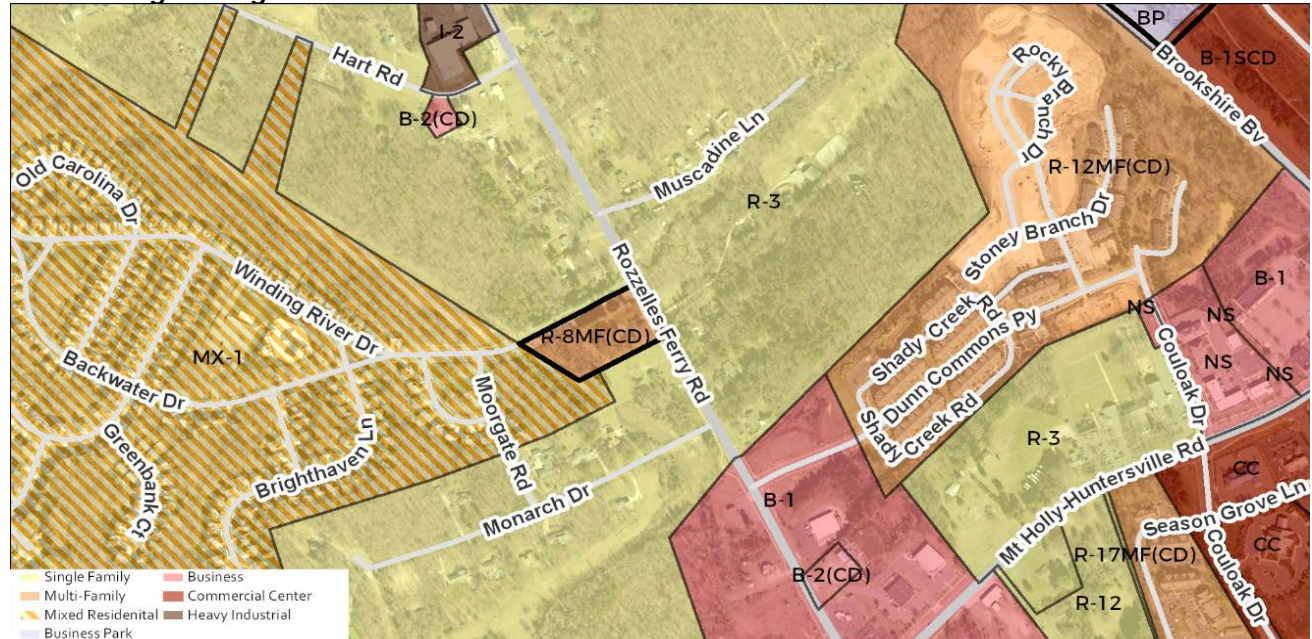 I-2
BP
B-1SCD
Hart Rd
Rocky Branch Dr
Brookshire Bv
B-2(CD)
Muscadine Ln
R-12MF(CD)
Old Carolina Dr
R-3
Stoney Branch Dr
Winding River Dr
Rozzelles Ferry Rd
B-1
NS
NS
R-8MF(CD)
Shady Creek Rd
MX-1
Dunn Commons Py
Couloak Dr
NS
NS
Backwater Dr
Moorgate Rd
Shady Creek Rd
Greenbank Ct
Brighthaven Ln
R-3
Monarch Dr
Mt Holly-Huntersville Rd
CC
B-1
Season Grove Ln
R-17MF(CD)
CC
B-2(CD)
Couloak Dr
R-12
Single Family
Business
Multi-Family
Commercial Center
Mixed Residental
Heavy Industrial
Business Park